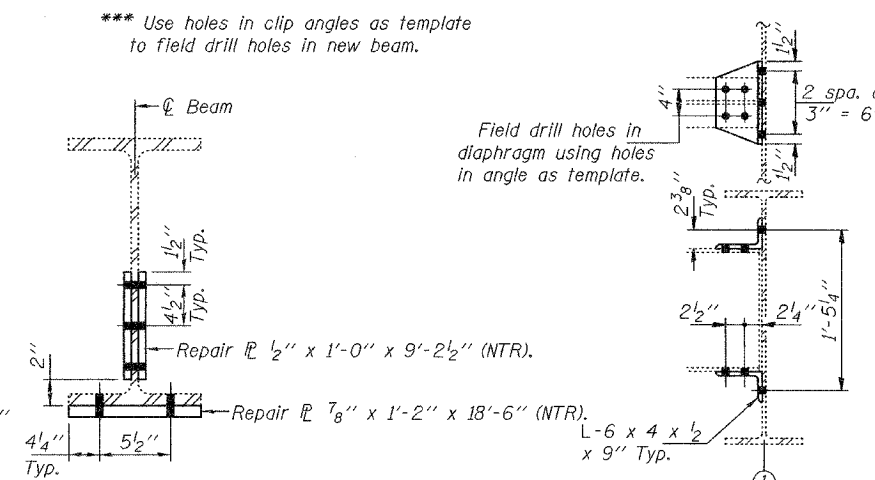 *** Use holes in clip angles as template
to field drill holes in new beam.
℄ Beam
1½"
Typ.
4½"
Typ.
2"
Repair ℙ ½" x 1'-0" x 9'-2½" (NTR).
Repair ℙ ⅞" x 1'-2" x 18'-6" (NTR).
4¼"
Typ.
5½"
"
1½"
4"
2 spa.
3" = 6
Field drill holes in
diaphragm using holes
in angle as template.
1½"
2⅜"
Typ.
2½"
2¼"
1'-5¼"
L-6 x 4 x ½
x 9" Typ.
1